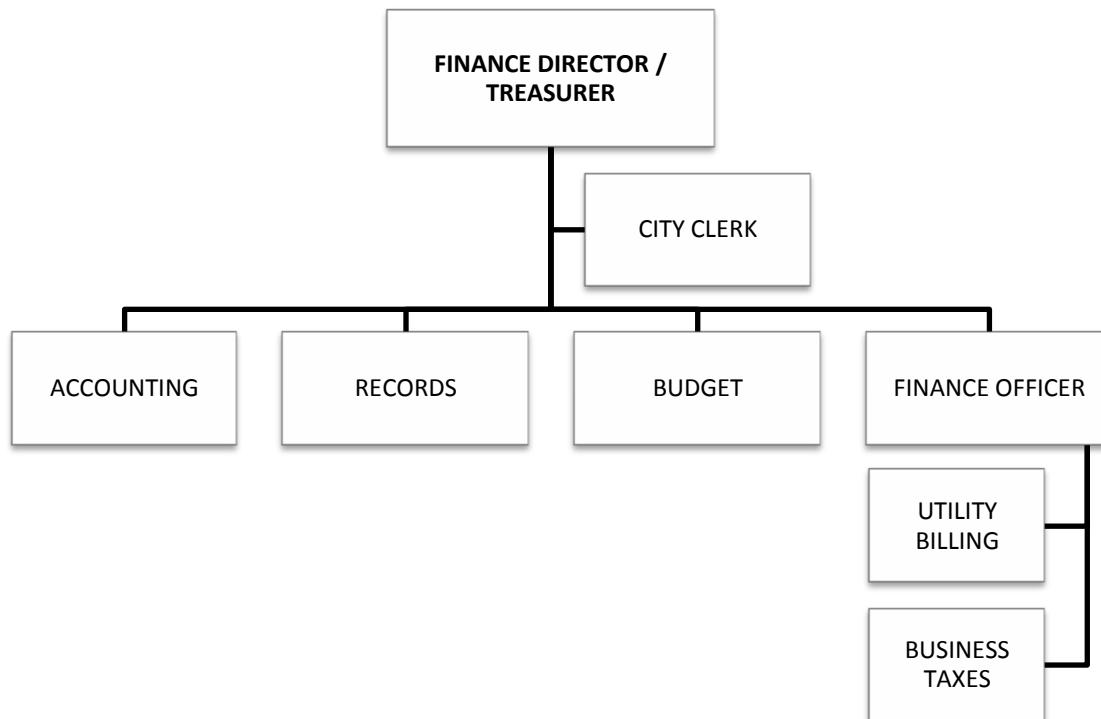 FINANCE DIRECTOR /
TREASURER
CITY CLERK
ACCOUNTING
RECORDS
BUDGET
FINANCE OFFICER
UTILITY
BILLING
BUSINESS
TAXES